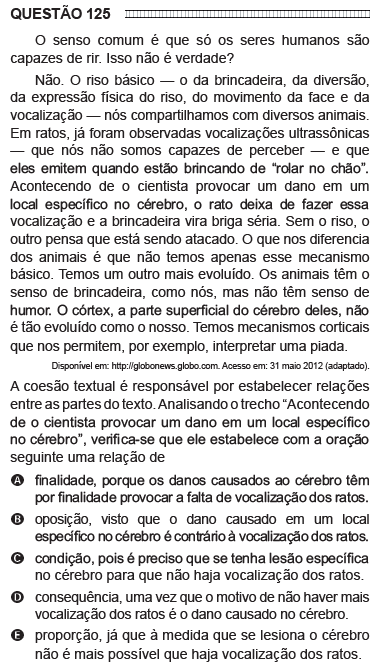 QUESTÃO 125
O senso comum é que só os seres humanos são
capazes de rir. Isso não é verdade?
Não. O riso básico — o da brincadeira, da diversão,
da expressão física do riso, do movimento da face e da
vocalização — nós compartilhamos com diversos animais.
Em ratos, já foram observadas vocalizações ultrassônicas
— que nós não somos capazes de perceber — e que
eles emitem quando estão brincando de “rolar no chão”.
Acontecendo de o cientista provocar um dano em um
local específico no cérebro, o rato deixa de fazer essa
vocalização e a brincadeira vira briga séria. Sem o riso, o
outro pensa que está sendo atacado. O que nos diferencia
dos animais é que não temos apenas esse mecanismo
básico. Temos um outro mais evoluído. Os animais têm o
senso de brincadeira, como nós, mas não têm senso de
humor. O córtex, a parte superficial do cérebro deles, não
é tão evoluído como o nosso. Temos mecanismos corticais
que nos permitem, por exemplo, interpretar uma piada.
Disponível em: http://globonews.globo.com. Acesso em: 31 maio 2012 (adaptado).
A coesão textual é responsável por estabelecer relações
entre as partes do texto. Analisando o trecho “Acontecendo
de o cientista provocar um dano em um local específico
no cérebro”, verifica-se que ele estabelece com a oração
seguinte uma relação de
A finalidade, porque os danos causados ao cérebro têm
por finalidade provocar a falta de vocalização dos ratos.
B oposição, visto que o dano causado em um local
específico no cérebro é contrário à vocalização dos ratos.
C condição, pois é preciso que se tenha lesão específica
no cérebro para que não haja vocalização dos ratos.
D consequência, uma vez que o motivo de não haver mais
vocalização dos ratos é o dano causado no cérebro.
E proporção, já que à medida que se lesiona o cérebro
não é mais possível que haja vocalização dos ratos.